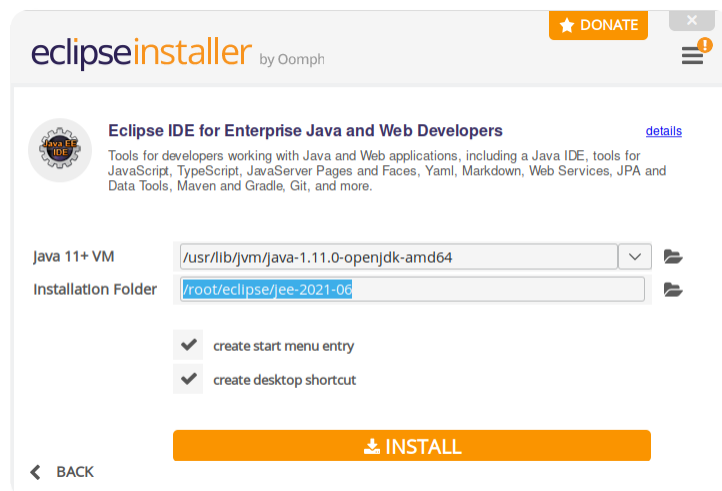 DONATE
eclipseinstaller by Oomph
Java EE
IDE
Eclipse IDE for Enterprise Java and Web Developers
details
Tools for developers working with Java and Web applications, including a Java IDE, tools for
JavaScript, TypeScript, JavaServer Pages and Faces, Yaml, Markdown, Web Services, JPA and
Data Tools, Maven and Gradle, Git, and more.
Java 11+ VM
/usr/lib/jvm/java-1.11.0-openjdk-amd64
Installation Folder
/root/eclipse/jee-2021-06
create start menu entry
create desktop shortcut
INSTALL
BACK